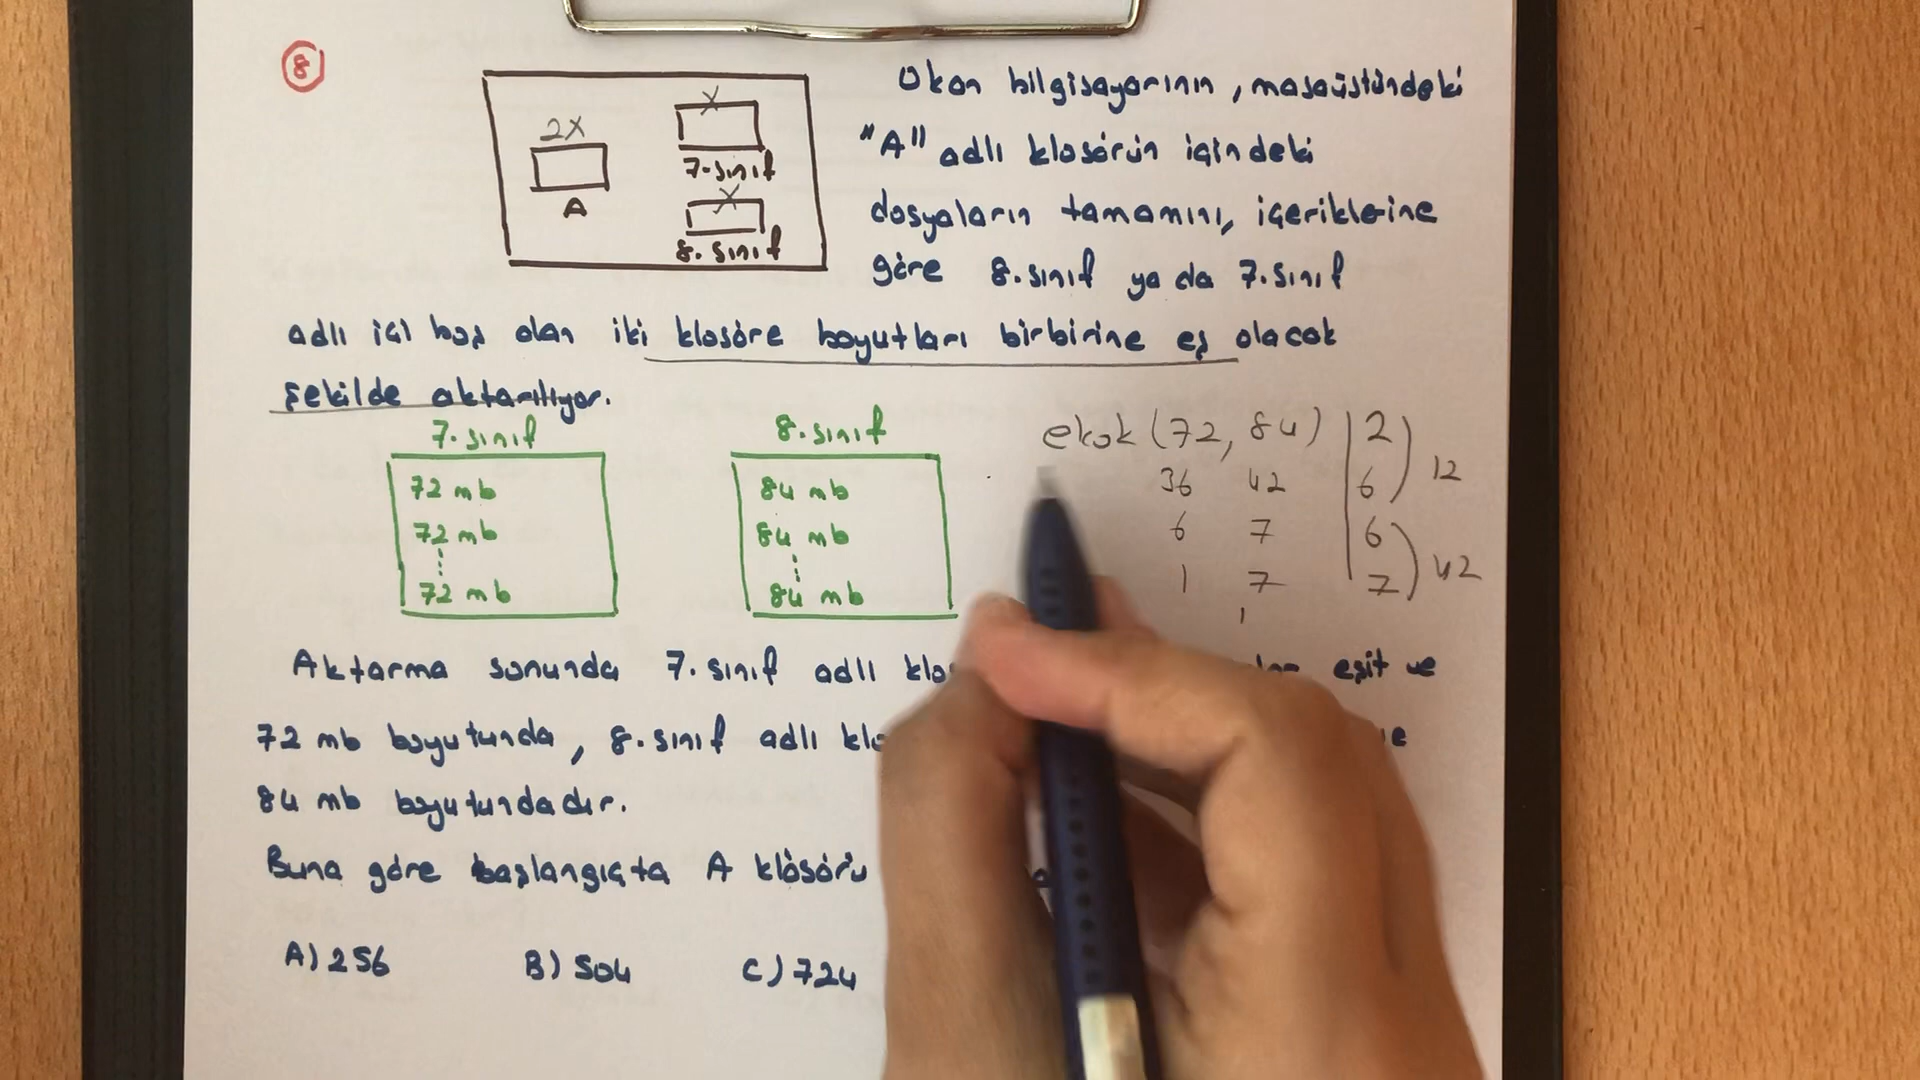 8
Okan bilgisayarının, masaüstündeki
"A" adlı klasörün içindeki
dosyaların tamamını, içeriklerine
göre 8.sınıf ya da 7.sınıf
2X
A
X
7.sınıf
X
8.sınıf
adlı içi boş olan iki klasöre boyutları birbirine eş olacak
şekilde aktarılıyor.
7.sınıf
72 mb
72 mb
72 mb
8.sınıf
84 mb
84 mb
84 mb
ekok (72, 84) 2
36 42 6 12
6 7 6
1 7 7 42
1
Aktarma sonunda 7.sınıf adlı eşit ve
72 mb boyutunda, 8.sınıf adlı
84 mb boyutundadır.
Buna göre başlangıçta A klösörü
A) 256 B) 504 C) 724